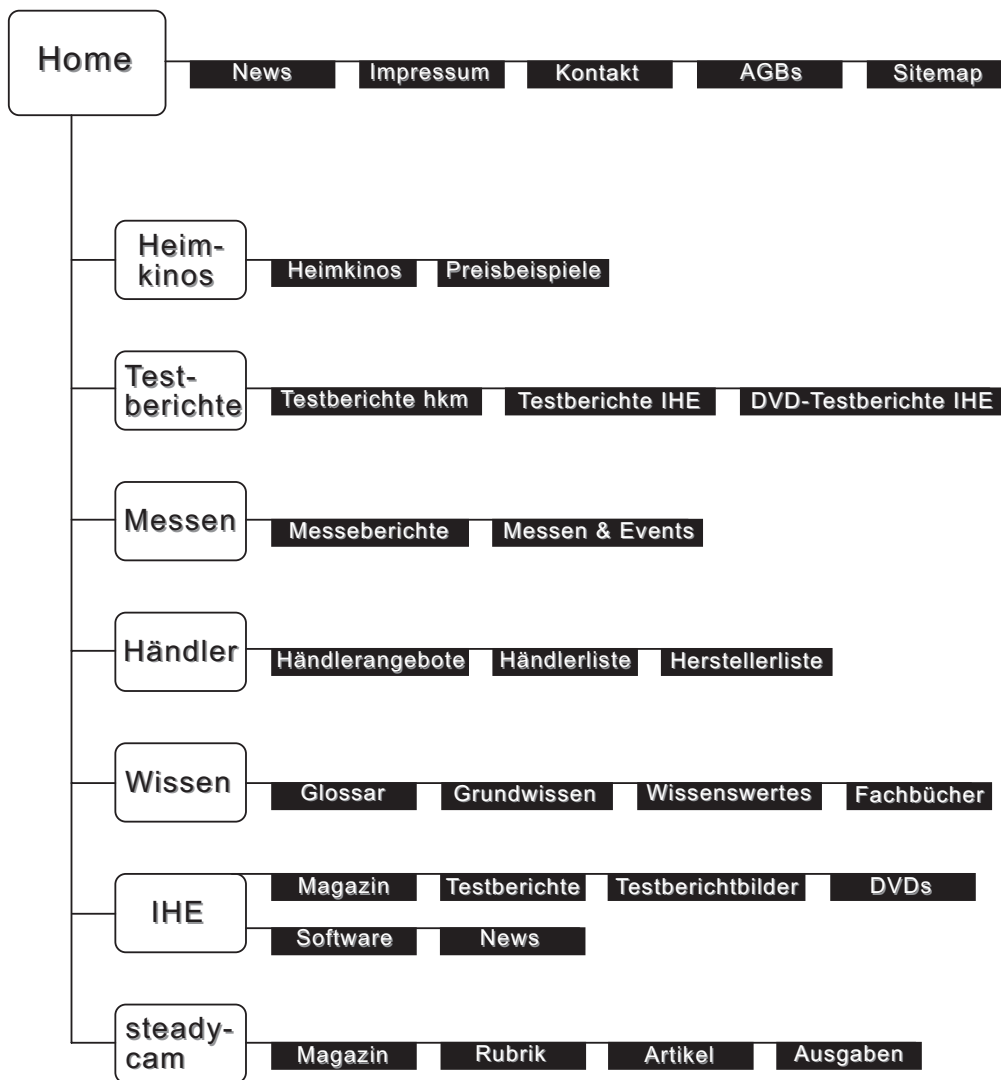 Home
News Impressum Kontakt AGBs Sitemap
Heim-
kinos
Heimkinos Preisbeispiele
Test-
berichte
Testberichte hkm Testberichte IHE DVD-Testberichte IHE
Messen
Messeberichte Messen & Events
Händler
Händlerangebote Händlerliste Herstellerliste
Wissen
Glossar Grundwissen Wissenswertes Fachbücher
IHE
Magazin Testberichte Testberichtbilder DVDs
Software News
steady-
cam
Magazin Rubrik Artikel Ausgaben